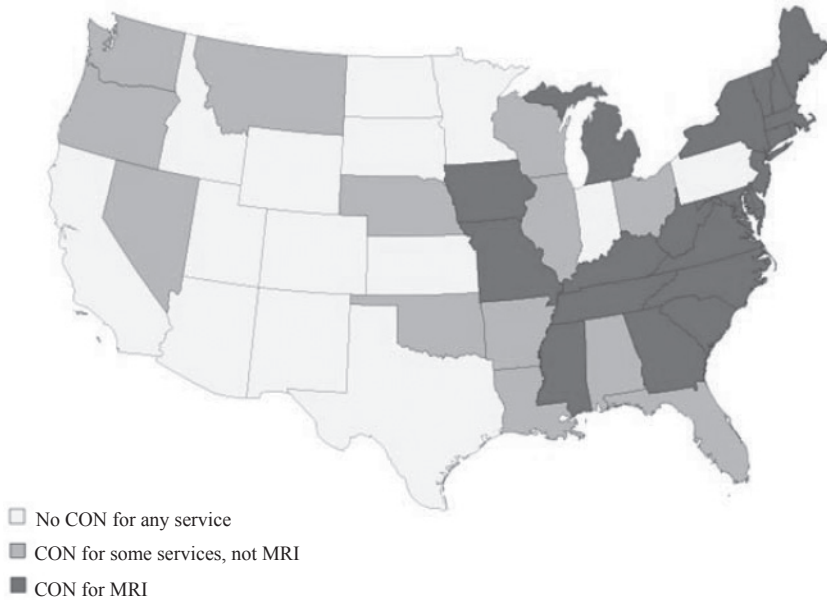 No CON for any service
CON for some services, not MRI
CON for MRI